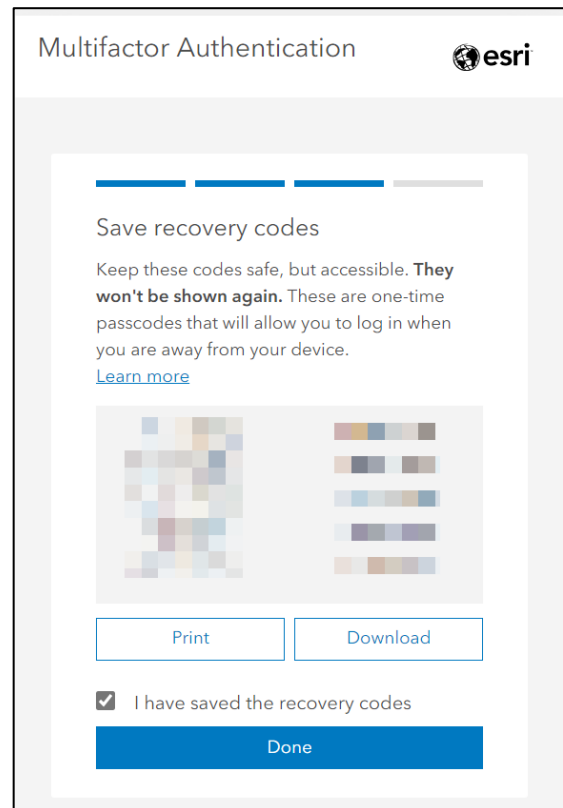 Multifactor Authentication
esri
Save recovery codes
Keep these codes safe, but accessible. They
won't be shown again. These are one-time
passcodes that will allow you to log in when
you are away from your device.
Learn more
Print
Download
I have saved the recovery codes
Done